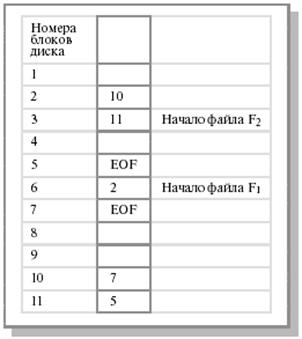 Номера
блоков
диска
1
2 10
3 11 Начало файла F2
4
5 EOF
6 2 Начало файла F1
7 EOF
8
9
10 7
11 5